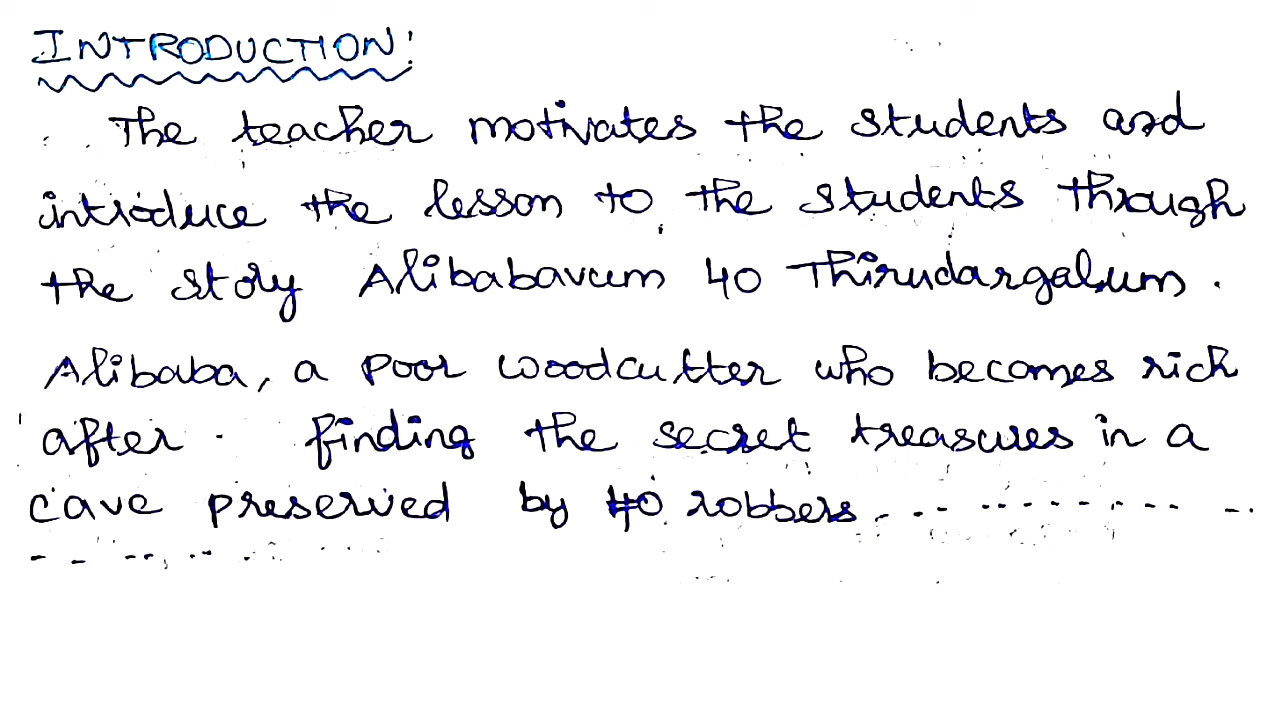 INTRODUCTION:
The teacher motivates the students and
introduce the lesson to the students through
the story Alibabavum 40 Thirudargalum.
Alibaba, a poor woodcutter who becomes rich
after finding the secret treasures in a
cave preserved by 40 robbers. .. .. - - - - - - - - - -
- - -- , -- -